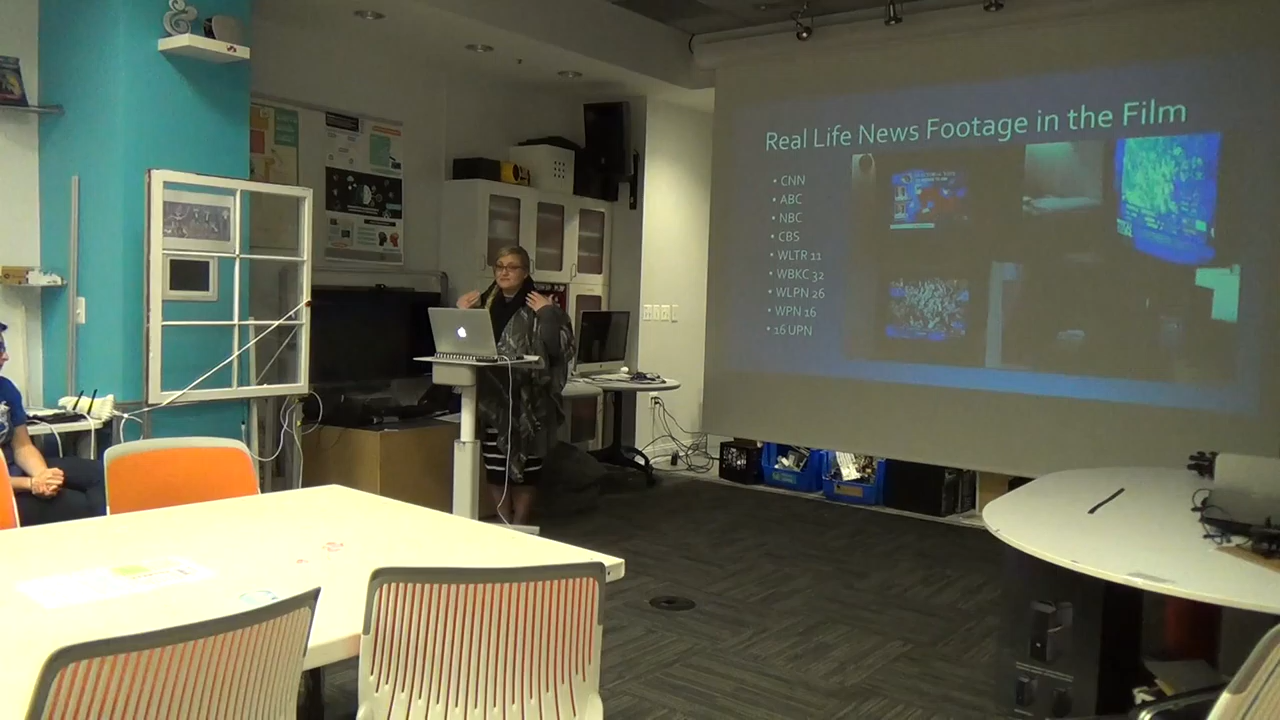 Real Life News Footage in the Film
• CNN
• ABC
• NBC
• CBS
• WLTR 11
• WBKC 32
• WLPN 26
• WPN 16
• 16 UPN
&